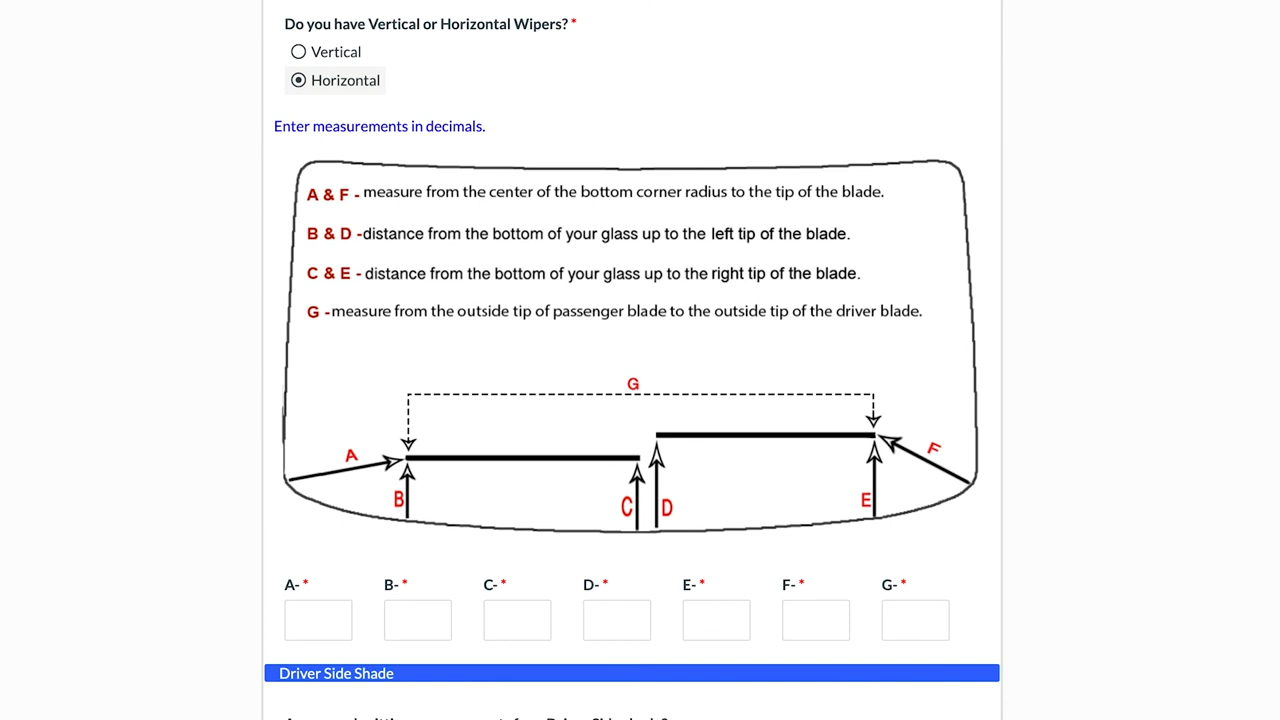 Do you have Vertical or Horizontal Wipers? *
Vertical
Horizontal
Enter measurements in decimals.
A & F - measure from the center of the bottom corner radius to the tip of the blade.
B & D -distance from the bottom of your glass up to the left tip of the blade.
C & E - distance from the bottom of your glass up to the right tip of the blade.
G -measure from the outside tip of passenger blade to the outside tip of the driver blade.
G
A
F
B
C
D
E
A- * B- * C- * D- * E- * F- * G- *
Driver Side Shade